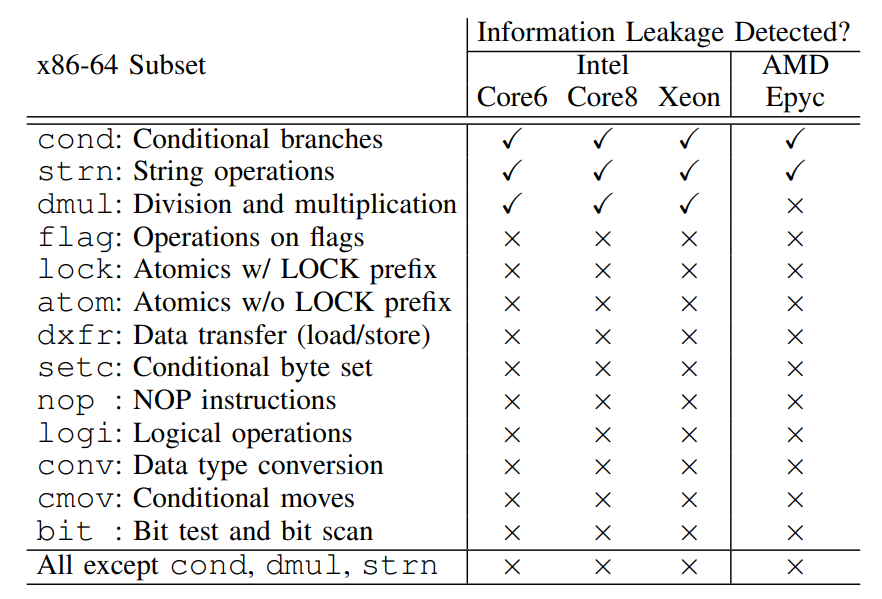 Information Leakage Detected?
x86-64 Subset Intel AMD
Core6 Core8 Xeon Epyc
cond: Conditional branches ✓ ✓ ✓ ✓
strn: String operations ✓ ✓ ✓ ✓
dmul: Division and multiplication ✓ ✓ ✓ ×
flag: Operations on flags × × × ×
lock: Atomics w/ LOCK prefix × × × ×
atom: Atomics w/o LOCK prefix × × × ×
dxfr: Data transfer (load/store) × × × ×
setc: Conditional byte set × × × ×
nop : NOP instructions × × × ×
logi: Logical operations × × × ×
conv: Data type conversion × × × ×
cmov: Conditional moves × × × ×
bit : Bit test and bit scan × × × ×
All except cond, dmul, strn × × × ×